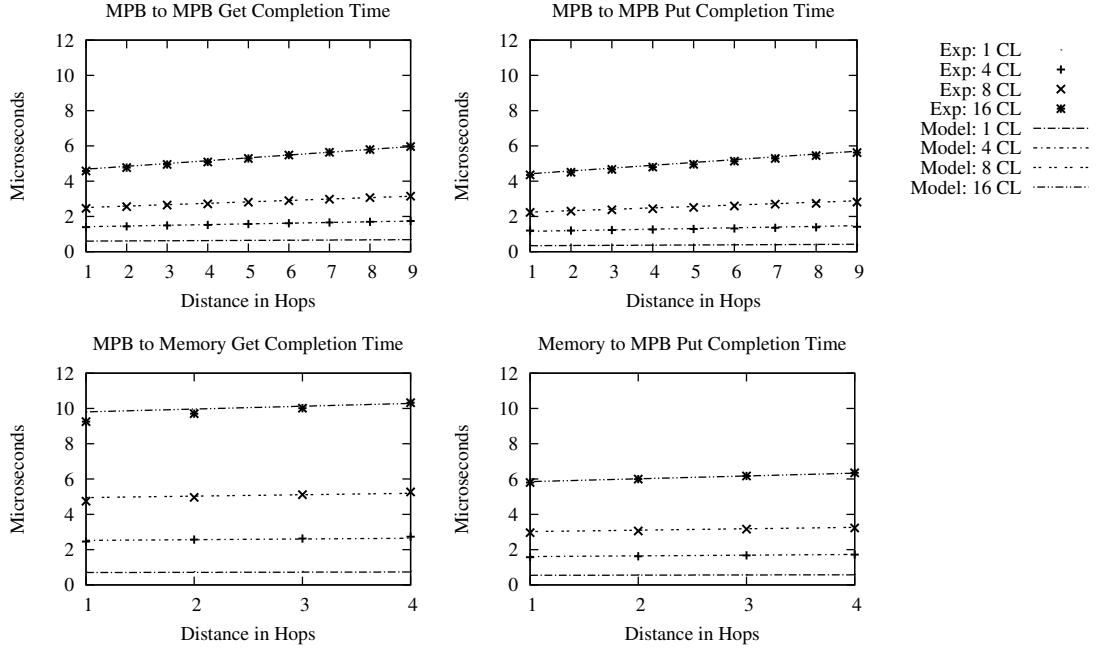 MPB to MPB Get Completion Time
12
10
8
6
4
2
0
Microseconds
1 2 3 4 5 6 7 8 9
Distance in Hops
MPB to MPB Put Completion Time
12
10
8
6
4
2
0
Microseconds
1 2 3 4 5 6 7 8 9
Distance in Hops
Exp: 1 CL
Exp: 4 CL
Exp: 8 CL
Exp: 16 CL
Model: 1 CL
Model: 4 CL
Model: 8 CL
Model: 16 CL
MPB to Memory Get Completion Time
12
10
8
6
4
2
0
Microseconds
1 2 3 4
Distance in Hops
Memory to MPB Put Completion Time
12
10
8
6
4
2
0
Microseconds
1 2 3 4
Distance in Hops